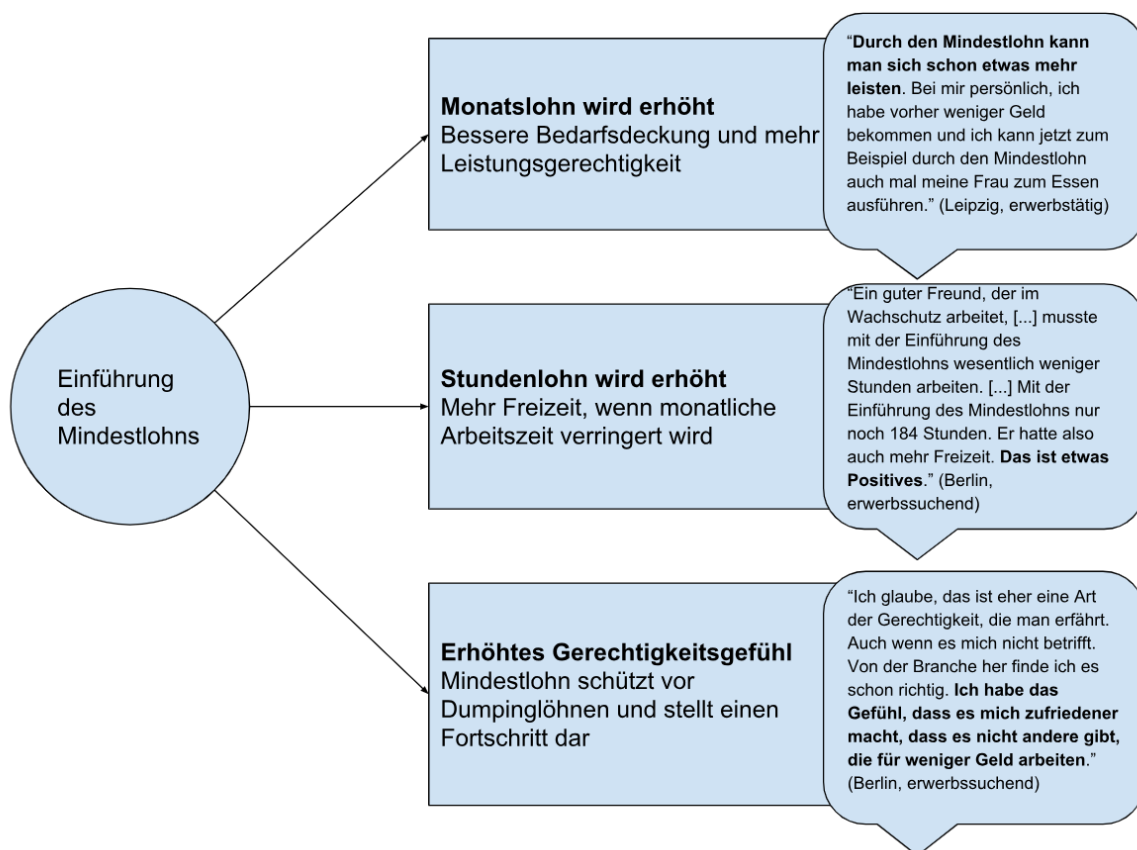 Einführung
des
Mindestlohns
Monatslohn wird erhöht
Bessere Bedarfsdeckung und mehr
Leistungsgerechtigkeit
“Durch den Mindestlohn kann
man sich schon etwas mehr
leisten. Bei mir persönlich, ich
habe vorher weniger Geld
bekommen und ich kann jetzt zum
Beispiel durch den Mindestlohn
auch mal meine Frau zum Essen
ausführen.” (Leipzig, erwerbstätig)
Stundenlohn wird erhöht
Mehr Freizeit, wenn monatliche
Arbeitszeit verringert wird
“Ein guter Freund, der im
Wachschutz arbeitet, [...] musste
mit der Einführung des
Mindestlohns wesentlich weniger
Stunden arbeiten. [...] Mit der
Einführung des Mindestlohns nur
noch 184 Stunden. Er hatte also
auch mehr Freizeit. Das ist etwas
Positives.” (Berlin,
erwerbssuchend)
Erhöhtes Gerechtigkeitsgefühl
Mindestlohn schützt vor
Dumpinglöhnen und stellt einen
Fortschritt dar
“Ich glaube, das ist eher eine Art
der Gerechtigkeit, die man erfährt.
Auch wenn es mich nicht betrifft.
Von der Branche her finde ich es
schon richtig. Ich habe das
Gefühl, dass es mich zufriedener
macht, dass es nicht andere gibt,
die für weniger Geld arbeiten.”
(Berlin, erwerbssuchend)